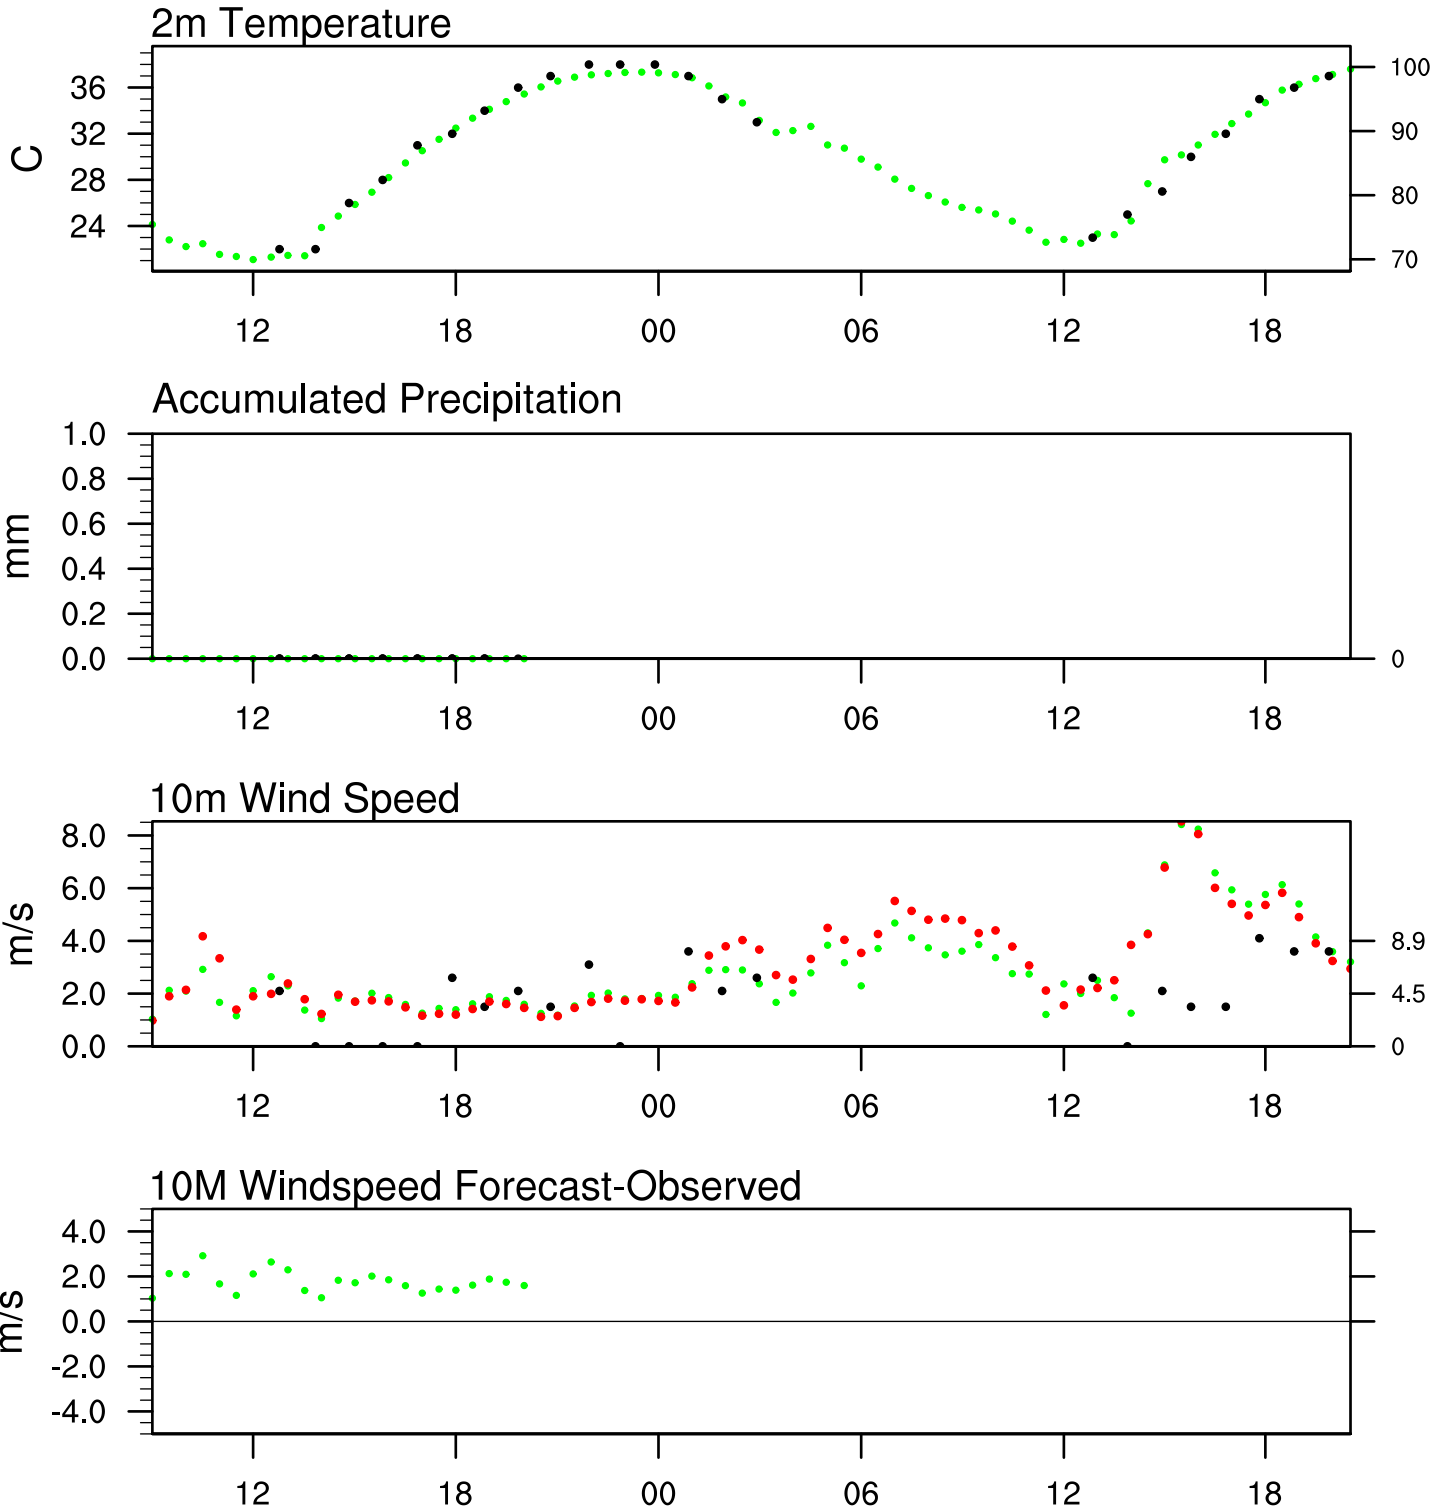 2m Temperature
C
36
32
28
24
100
90
80
70
12 18 00 06 12 18
Accumulated Precipitation
mm
1.0
0.8
0.6
0.4
0.2
0.0
0
12 18 00 06 12 18
10m Wind Speed
m/s
8.0
6.0
4.0
2.0
0.0
8.9
4.5
0
12 18 00 06 12 18
10M Windspeed Forecast-Observed
m/s
4.0
2.0
0.0
-2.0
-4.0
12 18 00 06 12 18